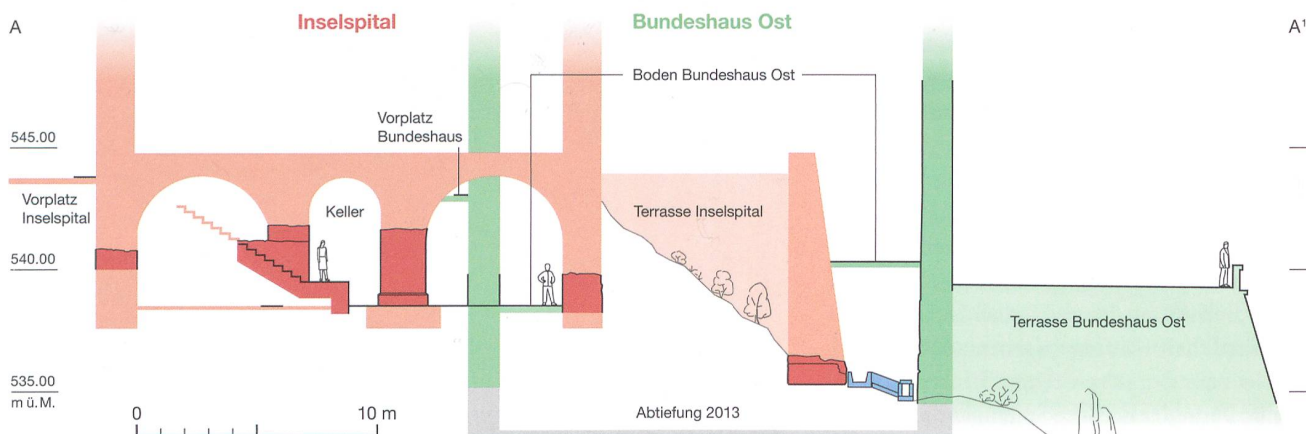 A
Inselspital
Bundeshaus Ost
A¹
Boden Bundeshaus Ost
Vorplatz
Bundeshaus
545.00
Vorplatz
Inselspital
Keller
Terrasse Inselspital
540.00
Terrasse Bundeshaus Ost
535.00
m ü. M.
0
10 m
Abtiefung 2013